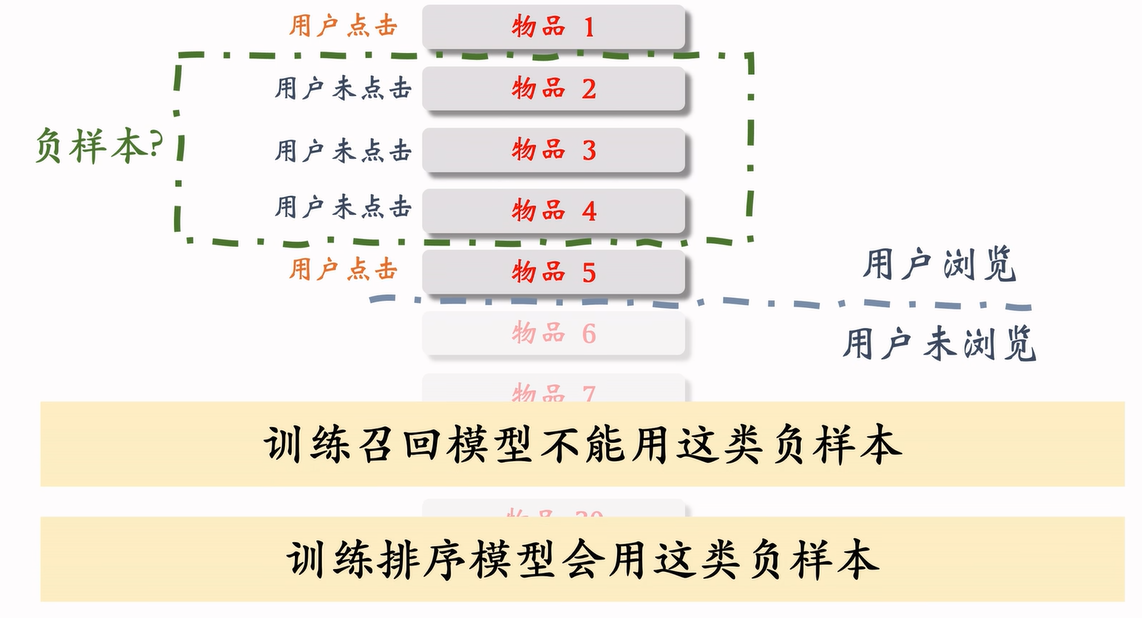 用户点击 物品 1
用户未点击 物品 2
负样本?
用户未点击 物品 3
用户未点击 物品 4
用户点击 物品 5
用户浏览
物品 6
用户未浏览
物品 7
训练召回模型不能用这类负样本
训练排序模型会用这类负样本